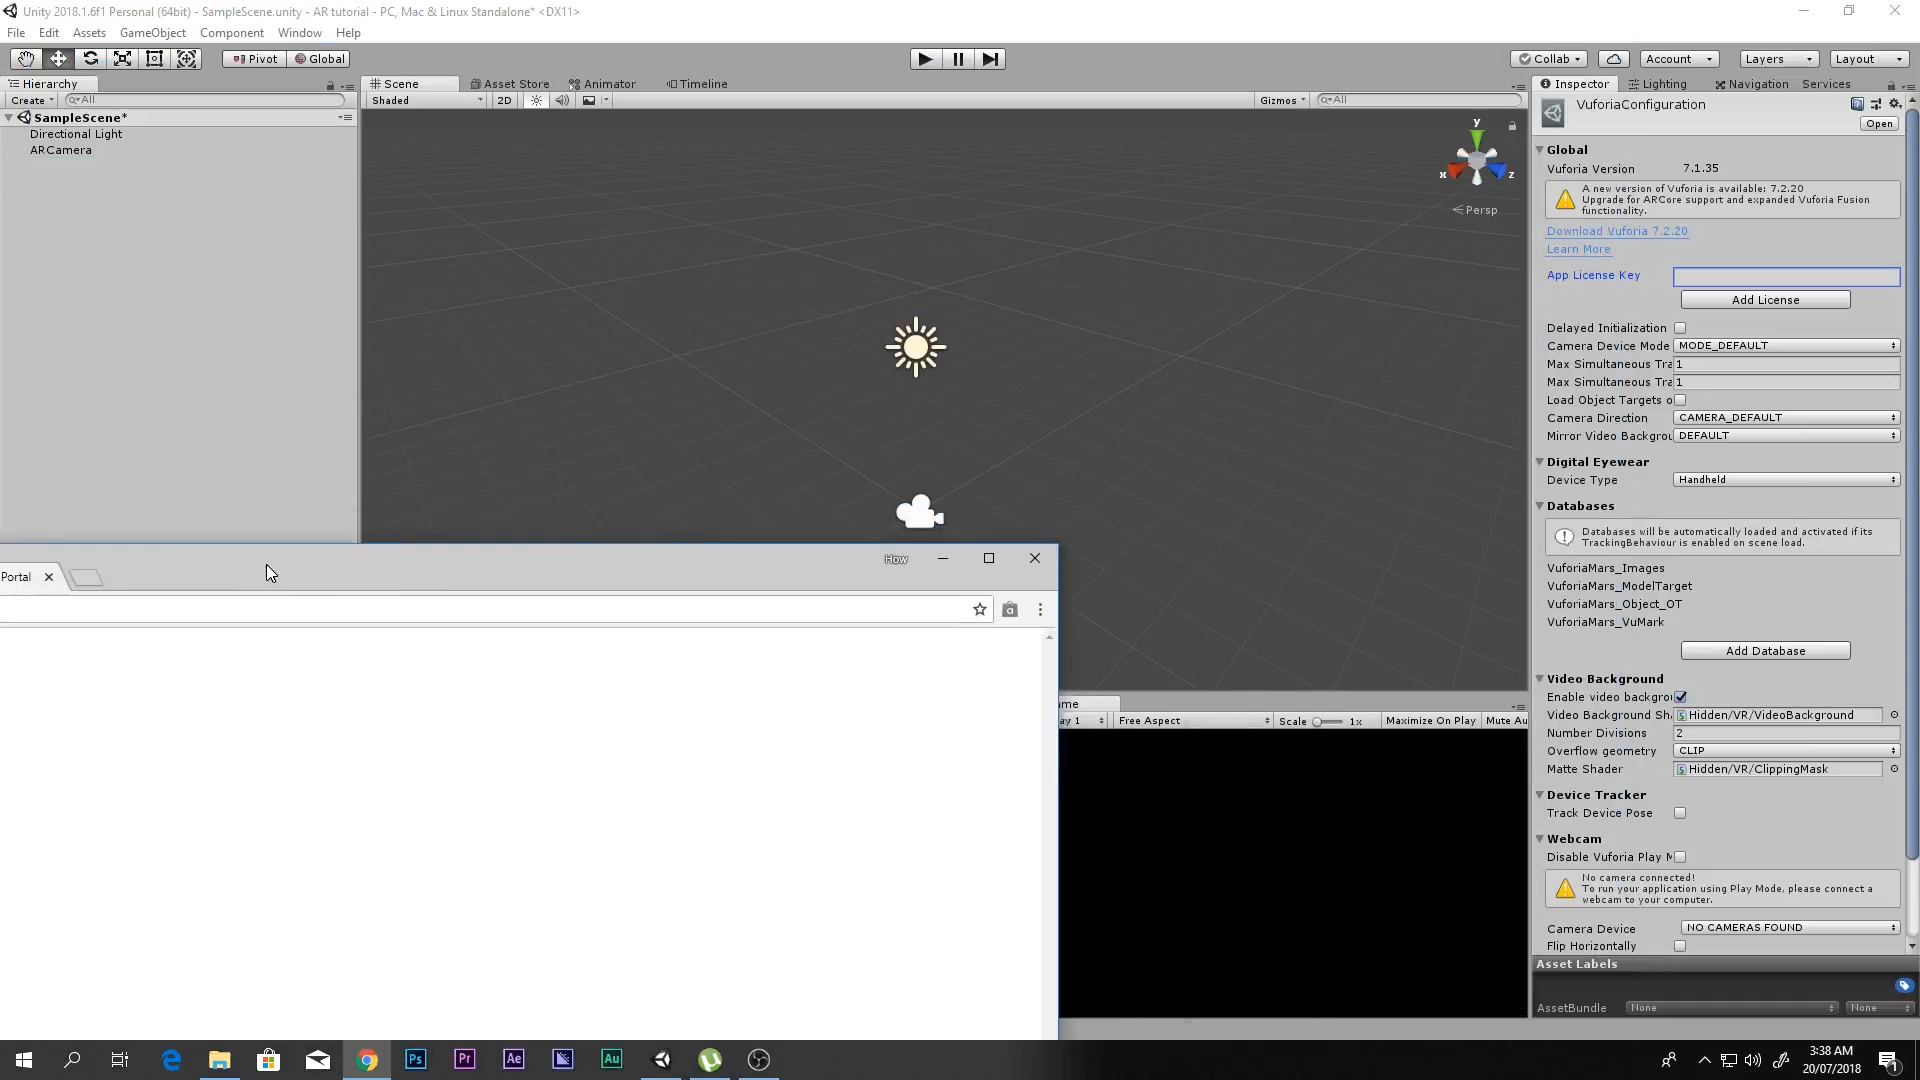 Unity 2018.1.6f1 Personal (64bit) - SampleScene.unity - AR tutorial - PC, Mac & Linux Standalone* <DX11>
File Edit Assets GameObject Component Window Help
Pivot Global Collab Account Layers Layout
Hierarchy
Create All
SampleScene*
Directional Light
ARCamera
Scene Asset Store Animator Timeline
Shaded 2D Gizmos All
y
x z
Persp
Inspector Lighting Navigation Services
VuforiaConfiguration
Open
Global
Vuforia Version 7.1.35
A new version of Vuforia is available: 7.2.20
Upgrade for ARCore support and expanded Vuforia Fusion
functionality.
Download Vuforia 7.2.20
Learn More
App License Key
Add License
Delayed Initialization
Camera Device Mode MODE_DEFAULT
Max Simultaneous Tra 1
Max Simultaneous Tra 1
Load Object Targets o
Camera Direction CAMERA_DEFAULT
Mirror Video Backgrou DEFAULT
Digital Eyewear
Device Type Handheld
Databases
Databases will be automatically loaded and activated if its
TrackingBehaviour is enabled on scene load.
VuforiaMars_Images
VuforiaMars_ModelTarget
VuforiaMars_Object_OT
VuforiaMars_VuMark
Add Database
Video Background
Enable video backgrou
Video Background Sh Hidden/VR/VideoBackground
Number Divisions 2
Overflow geometry CLIP
Matte Shader Hidden/VR/ClippingMask
Device Tracker
Track Device Pose
Webcam
Disable Vuforia Play M
No camera connected!
To run your application using Play Mode, please connect a
webcam to your computer.
Camera Device NO CAMERAS FOUND
Flip Horizontally
Asset Labels
AssetBundle None None
How
Portal
ame
ay 1 Free Aspect Scale 1x Maximize On Play Mute Au
Ps Pr Ae Au
3:38 AM
20/07/2018
1